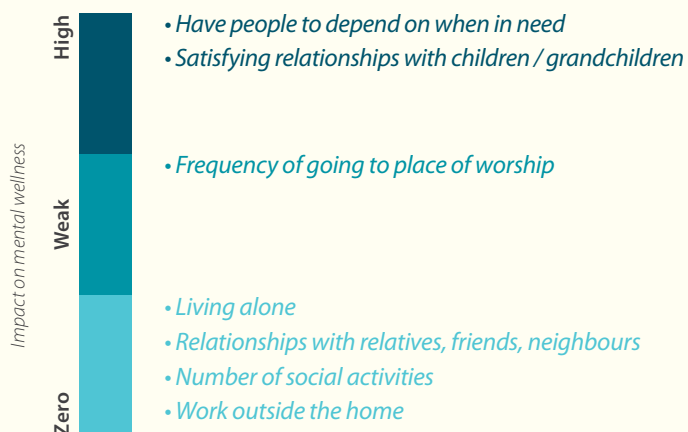 High
• Have people to depend on when in need
• Satisfying relationships with children / grandchildren
Impact on mental wellness
Weak
• Frequency of going to place of worship
Zero
• Living alone
• Relationships with relatives, friends, neighbours
• Number of social activities
• Work outside the home